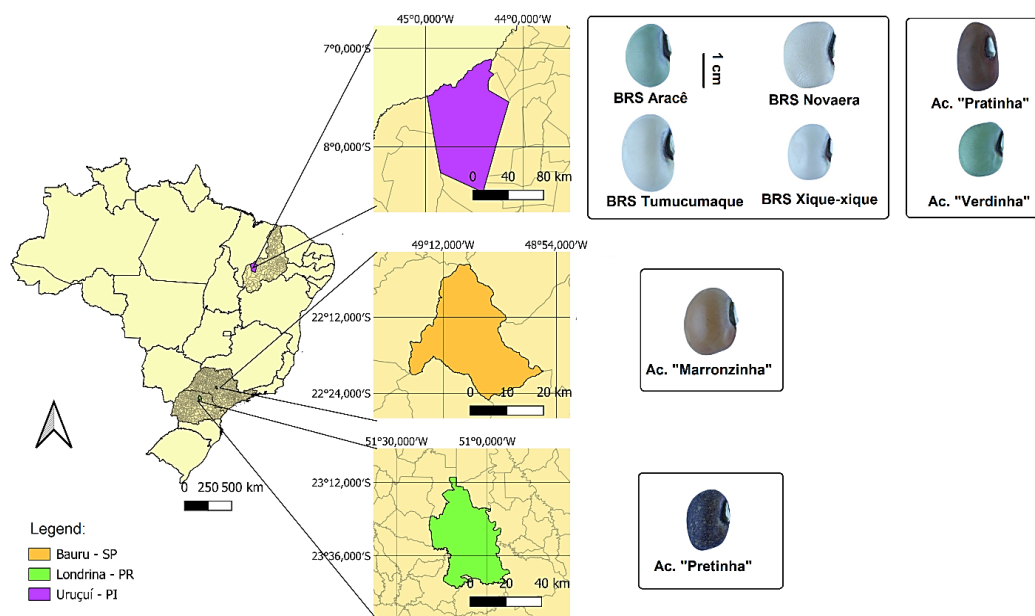 45°0,000'W 44°0,000'W
7°0,000'S
8°0,000'S
0 40 80 km
BRS Aracê
1 cm
BRS Novaera
BRS Tumucumaque
BRS Xique-xique
Ac. "Pratinha"
Ac. "Verdinha"
49°12,000'W 48°54,000'W
22°12,000'S
22°24,000'S
0 10 20 km
Ac. "Marronzinha"
51°30,000'W 51°0,000'W
23°12,000'S
23°36,000'S
0 20 40 km
Ac. "Pretinha"
0 250 500 km
Legend:
Bauru - SP
Londrina - PR
Uruçuí - PI